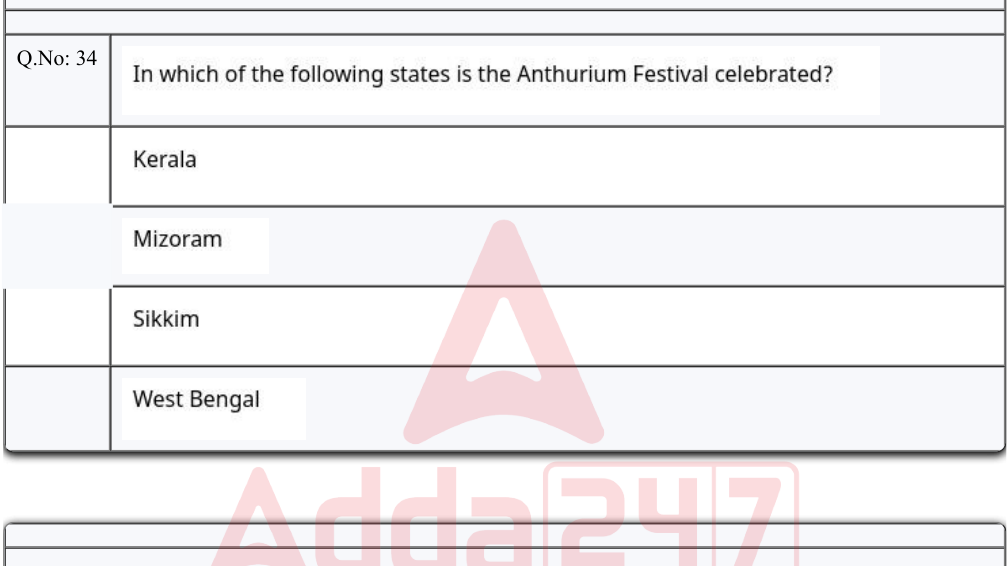 Q.No: 34
In which of the following states is the Anthurium Festival celebrated?
Kerala
Mizoram
Sikkim
West Bengal
Adda247